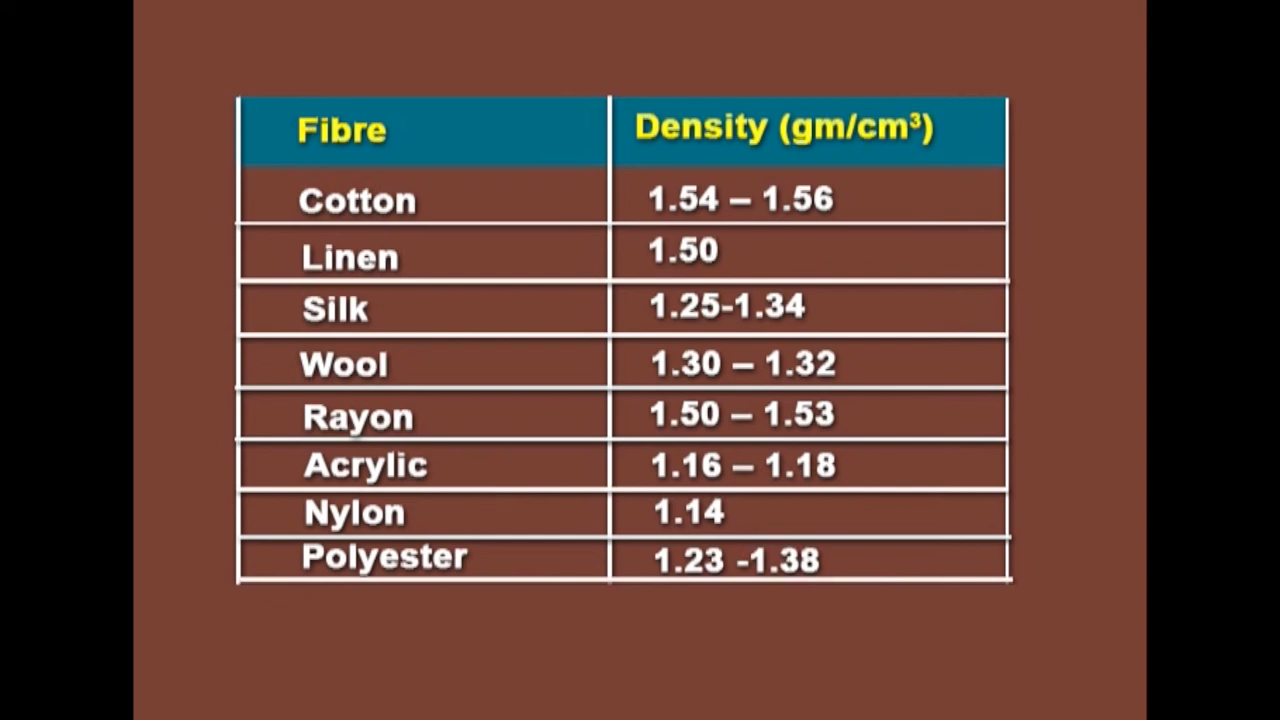 Fibre Density (gm/cm³)
Cotton 1.54 – 1.56
Linen 1.50
Silk 1.25-1.34
Wool 1.30 – 1.32
Rayon 1.50 – 1.53
Acrylic 1.16 – 1.18
Nylon 1.14
Polyester 1.23 -1.38